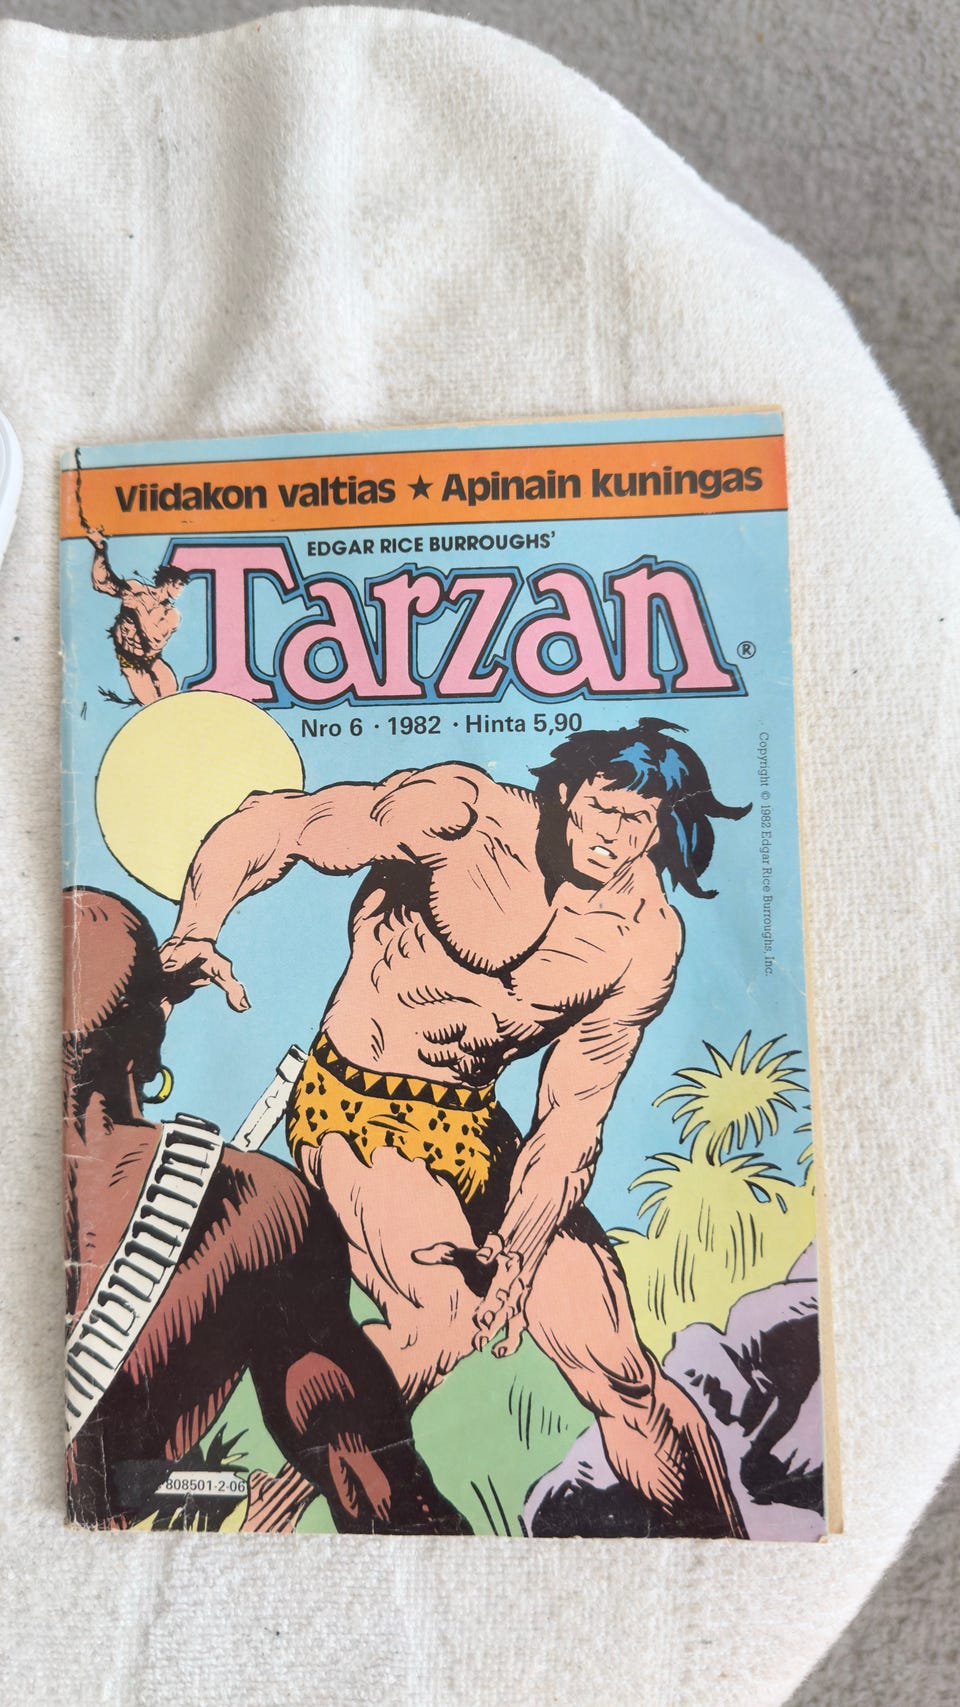 Viidakon valtias ★ Apinain kuningas
EDGAR RICE BURROUGHS'
Tarzan®
Nro 6 · 1982 · Hinta 5,90
Copyright © 1982 Edgar Rice Burroughs, Inc.
808501-2-06